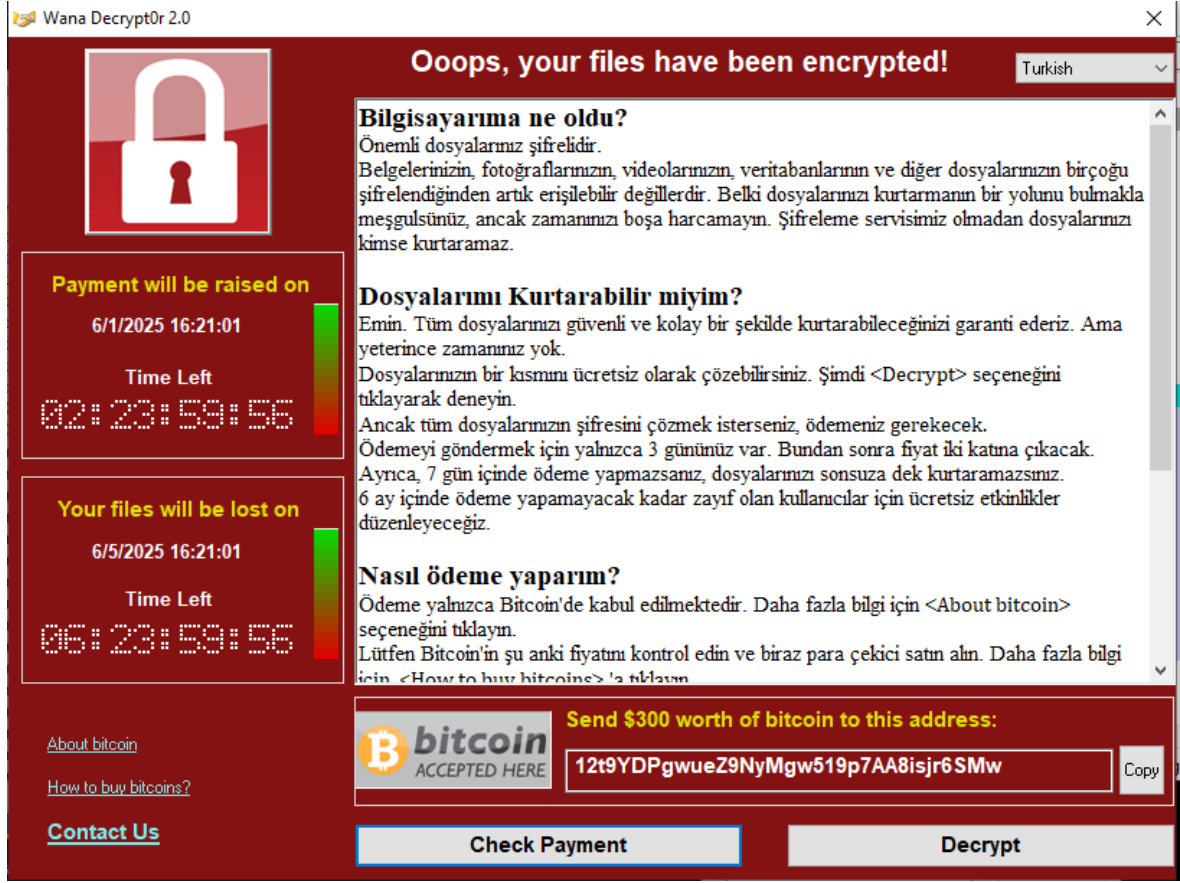 Wana Decrypt0r 2.0
Ooops, your files have been encrypted!
Turkish
Bilgisayarıma ne oldu?
Önemli dosyalarınız şifrelidir.
Belgelerinizin, fotoğraflarınızın, videolarınızın, veritabanlarının ve diğer dosyalarınızın birçoğu
şifrelendiğinden artık erişilebilir değillerdir. Belki dosyalarınızı kurtarmanın bir yolunu bulmakla
meşgulsünüz, ancak zamanınızı boşa harcamayın. Şifreleme servisimiz olmadan dosyalarınızı
kimse kurtaramaz.
Dosyalarımı Kurtarabilir miyim?
Emin. Tüm dosyalarınızı güvenli ve kolay bir şekilde kurtarabileceğinizi garanti ederiz. Ama
yeterince zamanınız yok.
Dosyalarınızın bir kısmını ücretsiz olarak çözebilirsiniz. Şimdi <Decrypt> seçeneğini
tıklayarak deneyin.
Ancak tüm dosyalarınızın şifresini çözmek isterseniz, ödemeniz gerekecek.
Ödemeyi göndermek için yalnızca 3 gününüz var. Bundan sonra fiyat iki katına çıkacak.
Ayrıca, 7 gün içinde ödeme yapmazsanız, dosyalarınızı sonsuza dek kurtaramazsınız.
6 ay içinde ödeme yapamayacak kadar zayıf olan kullanıcılar için ücretsiz etkinlikler
düzenleyeceğiz.
Nasıl ödeme yaparım?
Ödeme yalnızca Bitcoin'de kabul edilmektedir. Daha fazla bilgi için <About bitcoin>
seçeneğini tıklayın.
Lütfen Bitcoin'in şu anki fiyatını kontrol edin ve biraz para çekici satın alın. Daha fazla bilgi
için, <How to buy bitcoins> 'a tıklayın.
Payment will be raised on
6/1/2025 16:21:01
Time Left
02:23:59:56
Your files will be lost on
6/5/2025 16:21:01
Time Left
06:23:59:56
About bitcoin
How to buy bitcoins?
Contact Us
bitcoin
ACCEPTED HERE
Send $300 worth of bitcoin to this address:
12t9YDPgwueZ9NyMgw519p7AA8isjr6SMw
Copy
Check Payment
Decrypt